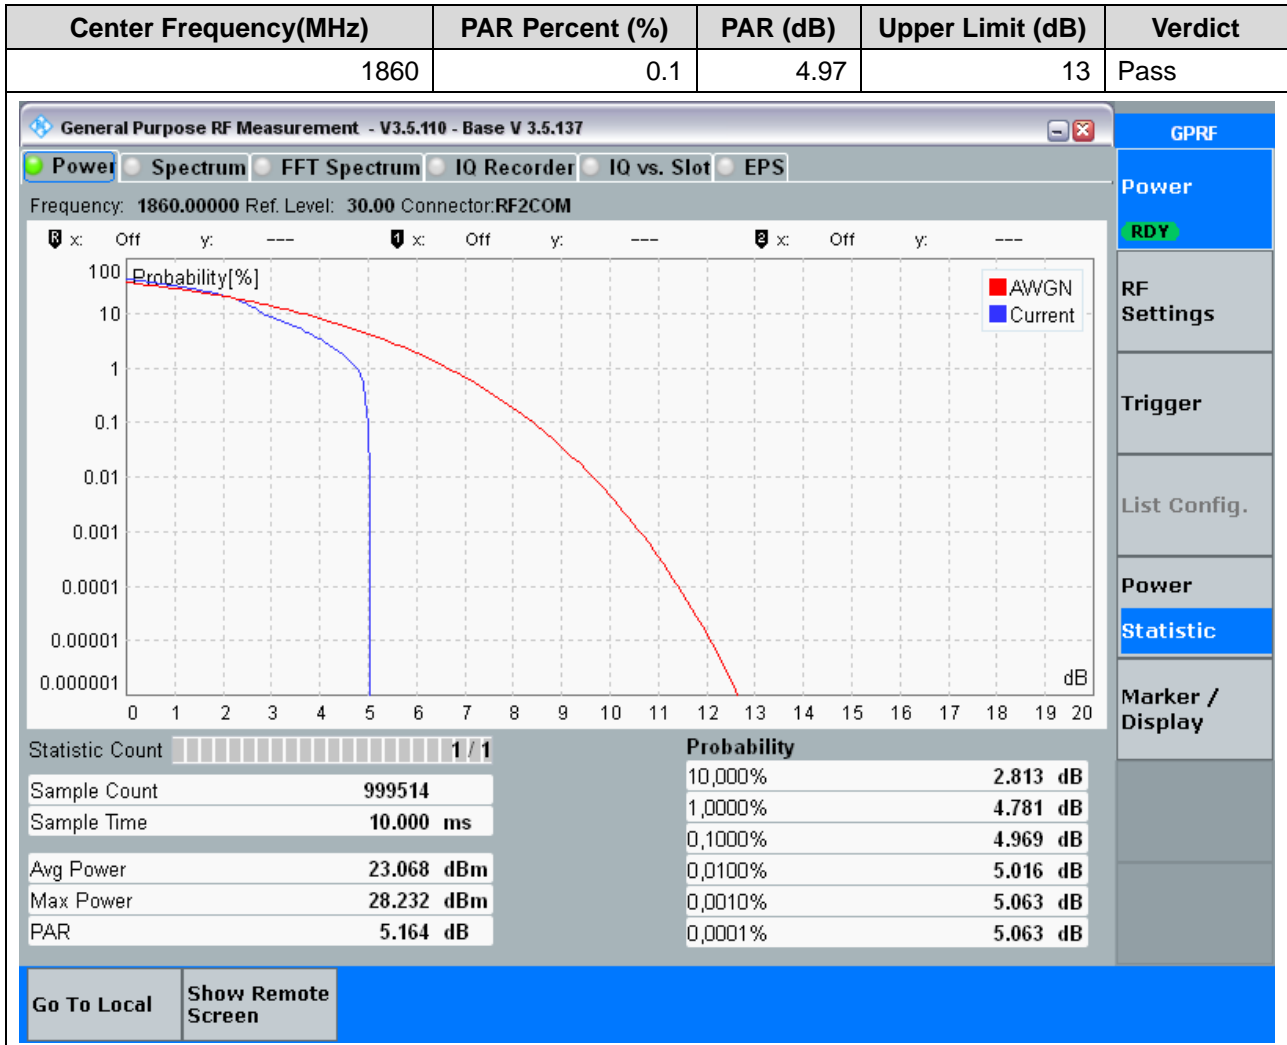 Center Frequency(MHz) PAR Percent (%) PAR (dB) Upper Limit (dB) Verdict
1860 0.1 4.97 13 Pass
General Purpose RF Measurement - V3.5.110 - Base V 3.5.137
GPRF
Power Spectrum FFT Spectrum IQ Recorder IQ vs. Slot EPS
Power
RDY
Frequency: 1860.00000 Ref. Level: 30.00 Connector:RF2COM
R x: Off y: --- 1 x: Off y: --- 2 x: Off y: ---
Probability[%]
AWGN
Current
100
10
1
0.1
0.01
0.001
0.0001
0.00001
0.000001
dB
0 1 2 3 4 5 6 7 8 9 10 11 12 13 14 15 16 17 18 19 20
RF
Settings
Trigger
List Config.
Power
Statistic
Marker /
Display
Statistic Count 1 / 1
Sample Count 999514
Sample Time 10.000 ms
Avg Power 23.068 dBm
Max Power 28.232 dBm
PAR 5.164 dB
Probability
10,000% 2.813 dB
1,0000% 4.781 dB
0,1000% 4.969 dB
0,0100% 5.016 dB
0,0010% 5.063 dB
0,0001% 5.063 dB
Go To Local
Show Remote
Screen